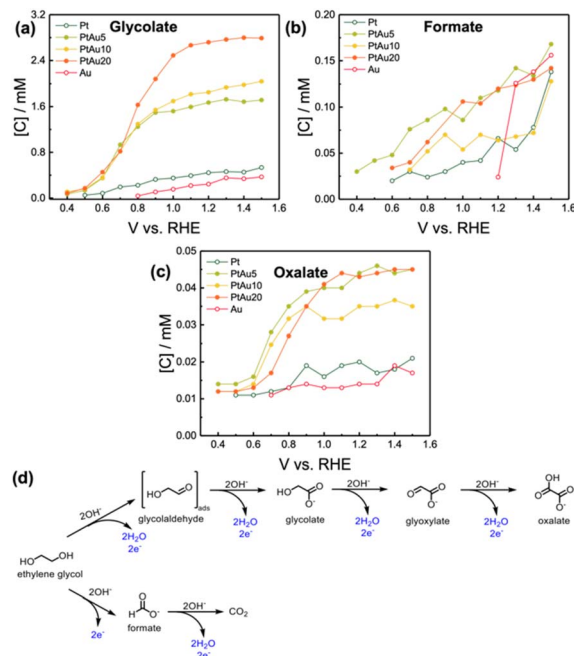 (a) Glycolate
Pt
PtAu5
PtAu10
PtAu20
Au
[C] / mM
3.2
2.4
1.6
0.8
0.0
0.4 0.6 0.8 1.0 1.2 1.4 1.6
V vs. RHE
(b) Formate
Pt
PtAu5
PtAu10
PtAu20
Au
[C] / mM
0.20
0.15
0.10
0.05
0.00
0.4 0.6 0.8 1.0 1.2 1.4 1.6
V vs. RHE
(c) Oxalate
Pt
PtAu5
PtAu10
PtAu20
Au
[C] / mM
0.05
0.04
0.03
0.02
0.01
0.00
0.4 0.6 0.8 1.0 1.2 1.4 1.6
V vs. RHE
(d)
HO O ads
glycolaldehyde
2OH-
2H₂O
2e-
2OH-
2H₂O
2e-
HO O O-
glycolate
2OH-
2H₂O
2e-
O O O-
glyoxylate
2OH-
2H₂O
2e-
OH O O O-
oxalate
HO OH
ethylene glycol
2e-
H O O-
formate
2OH-
2H₂O
2e-
CO₂